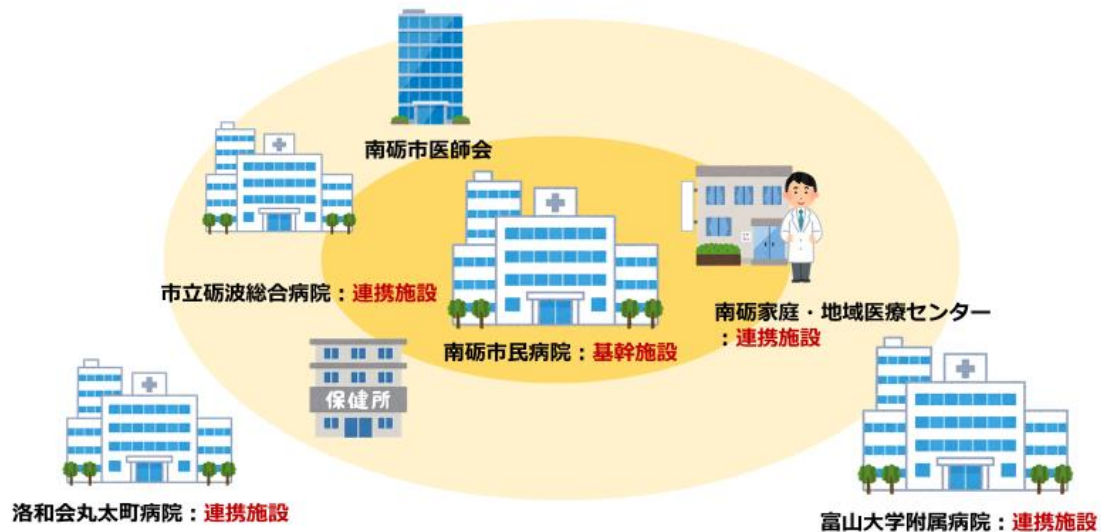 南砺市医師会
市立砺波総合病院：連携施設
南砺家庭・地域医療センター
：連携施設
南砺市民病院：基幹施設
保健所
洛和会丸太町病院：連携施設
富山大学附属病院：連携施設